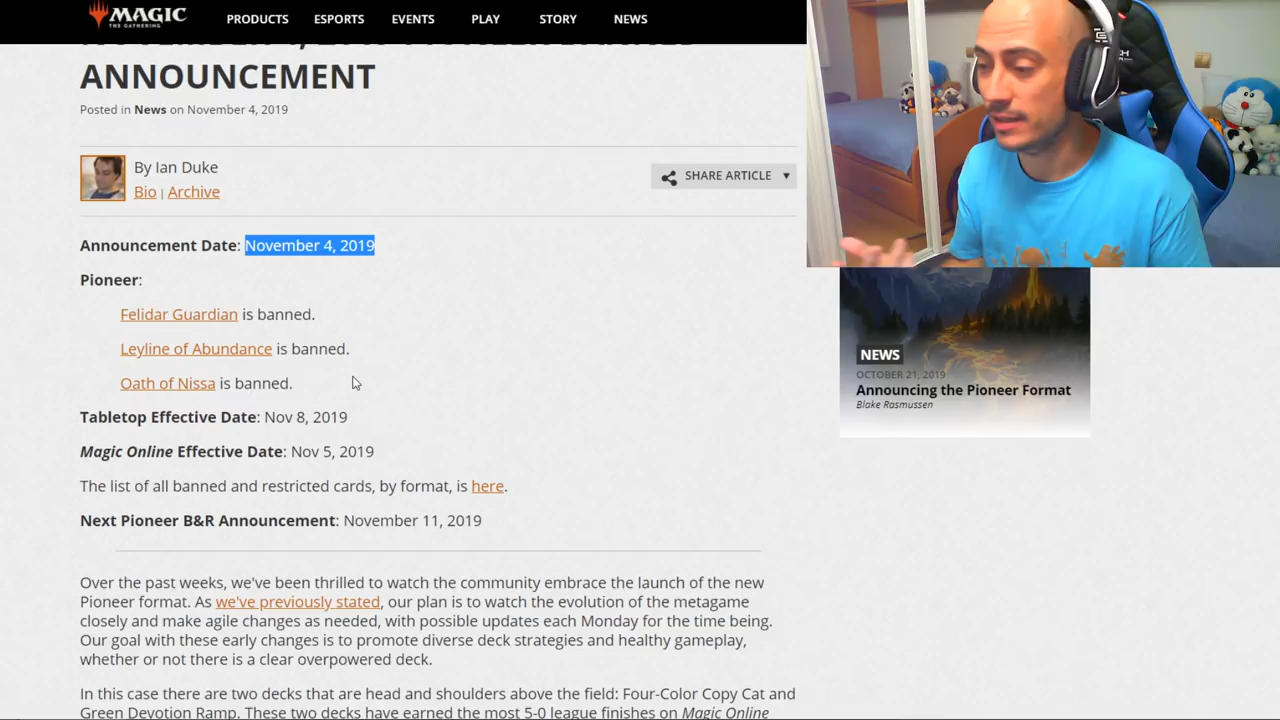 MAGIC
THE GATHERING
PRODUCTS ESPORTS EVENTS PLAY STORY NEWS
ANNOUNCEMENT
Posted in News on November 4, 2019
By Ian Duke
Bio | Archive
SHARE ARTICLE
Announcement Date: November 4, 2019
Pioneer:
Felidar Guardian is banned.
Leyline of Abundance is banned.
Oath of Nissa is banned.
Tabletop Effective Date: Nov 8, 2019
Magic Online Effective Date: Nov 5, 2019
The list of all banned and restricted cards, by format, is here.
Next Pioneer B&R Announcement: November 11, 2019
Over the past weeks, we've been thrilled to watch the community embrace the launch of the new
Pioneer format. As we've previously stated, our plan is to watch the evolution of the metagame
closely and make agile changes as needed, with possible updates each Monday for the time being.
Our goal with these early changes is to promote diverse deck strategies and healthy gameplay,
whether or not there is a clear overpowered deck.
In this case there are two decks that are head and shoulders above the field: Four-Color Copy Cat and
Green Devotion Ramp. These two decks have earned the most 5-0 league finishes on Magic Online
NEWS
OCTOBER 21, 2019
Announcing the Pioneer Format
Blake Rasmussen